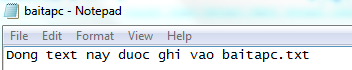 baitapc - Notepad
File Edit Format View Help
Dong text nay duoc ghi vao baitapc.txt